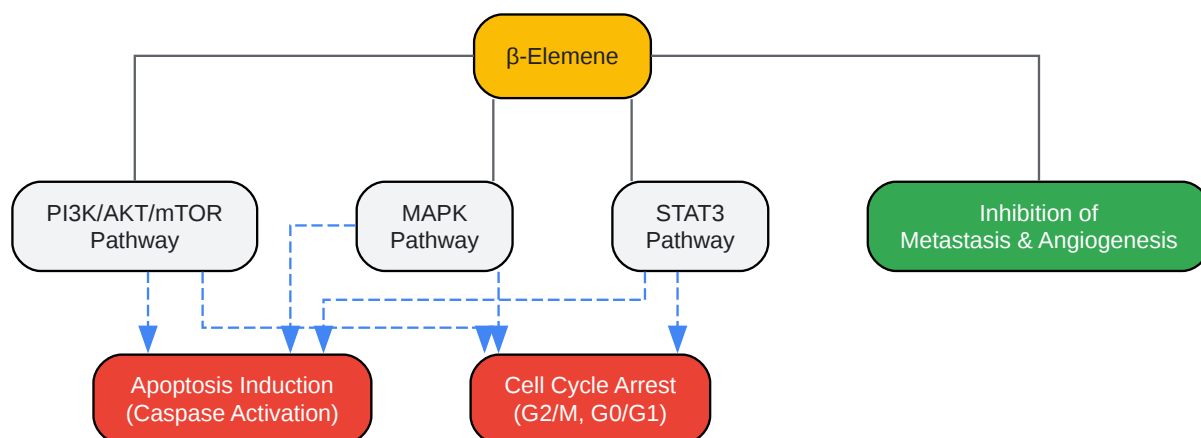 β-Elemene
PI3K/AKT/mTOR
Pathway
MAPK
Pathway
STAT3
Pathway
Inhibition of
Metastasis & Angiogenesis
Apoptosis Induction
(Caspase Activation)
Cell Cycle Arrest
(G2/M, G0/G1)